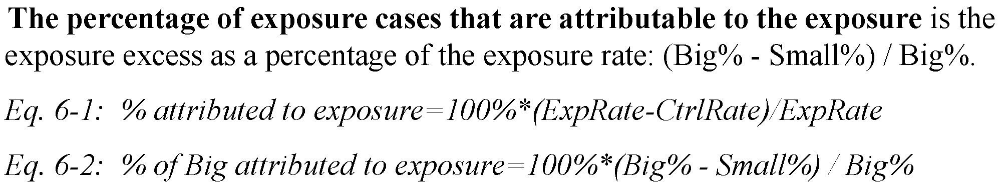 The percentage of exposure cases that are attributable to the exposure is the
exposure excess as a percentage of the exposure rate: (Big% - Small%) / Big%.
Eq. 6-1: % attributed to exposure=100%*(ExpRate-CtrlRate)/ExpRate
Eq. 6-2: % of Big attributed to exposure=100%*(Big% - Small%) / Big%